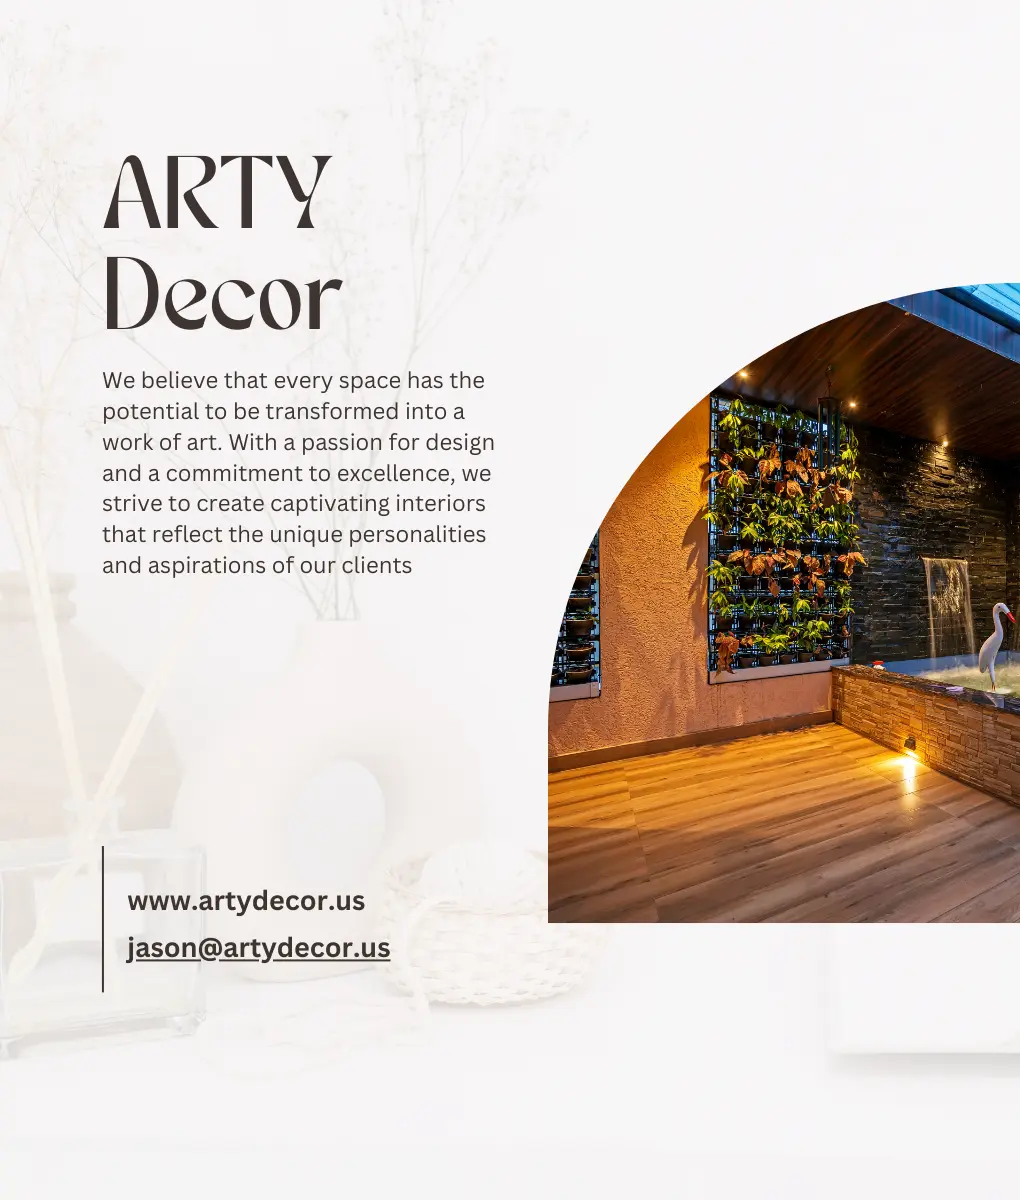 ARTY
Decor
We believe that every space has the
potential to be transformed into a
work of art. With a passion for design
and a commitment to excellence, we
strive to create captivating interiors
that reflect the unique personalities
and aspirations of our clients
www.artydecor.us
jason@artydecor.us